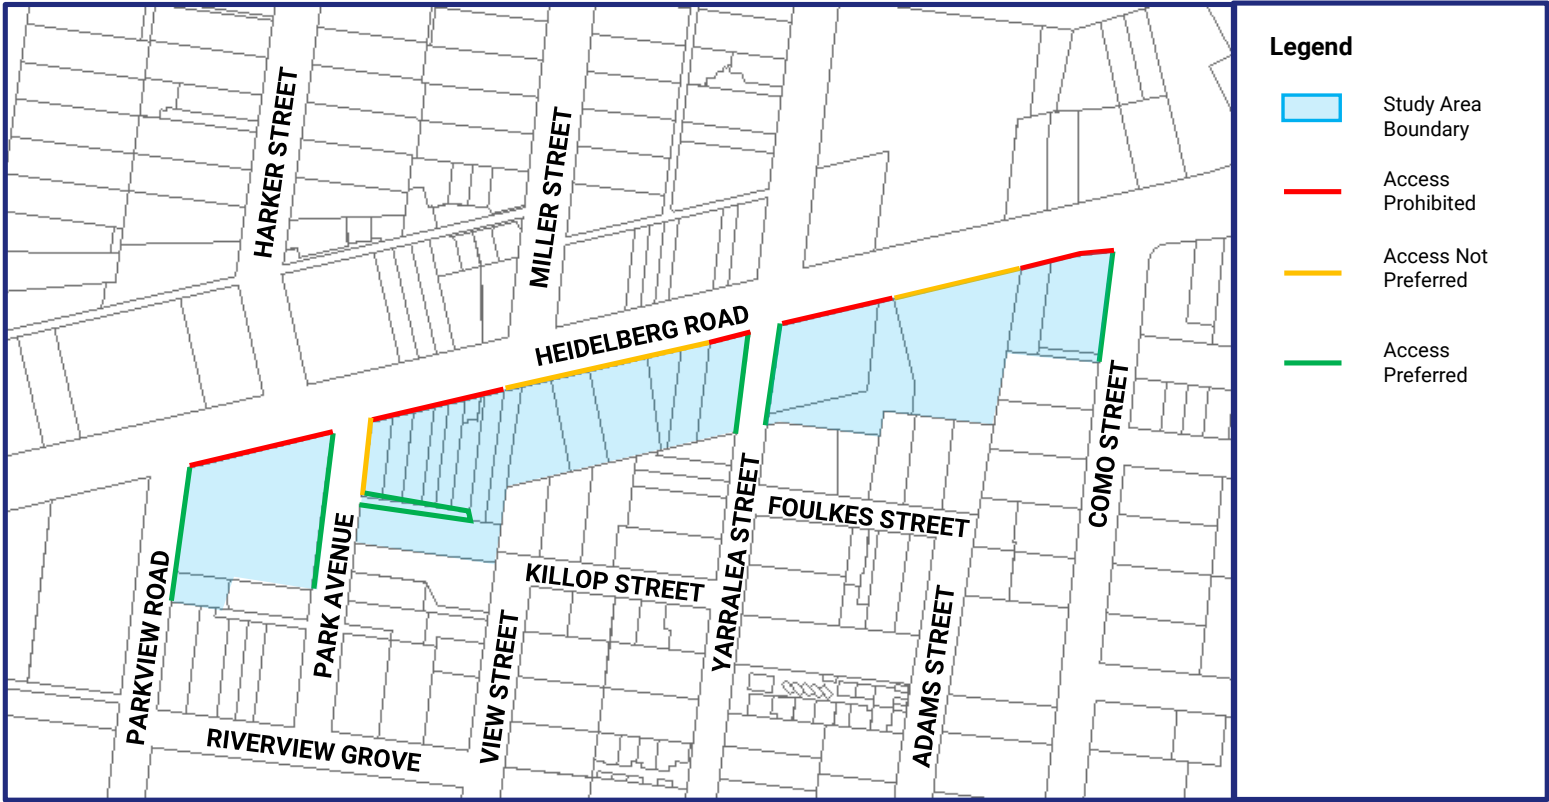 HARKER STREET
MILLER STREET
HEIDELBERG ROAD
COMO STREET
FOULKES STREET
YARRALEA STREET
PARK AVENUE
PARKVIEW ROAD
KILLOP STREET
VIEW STREET
ADAMS STREET
RIVERVIEW GROVE
Legend
Study Area
Boundary
Access
Prohibited
Access Not
Preferred
Access
Preferred